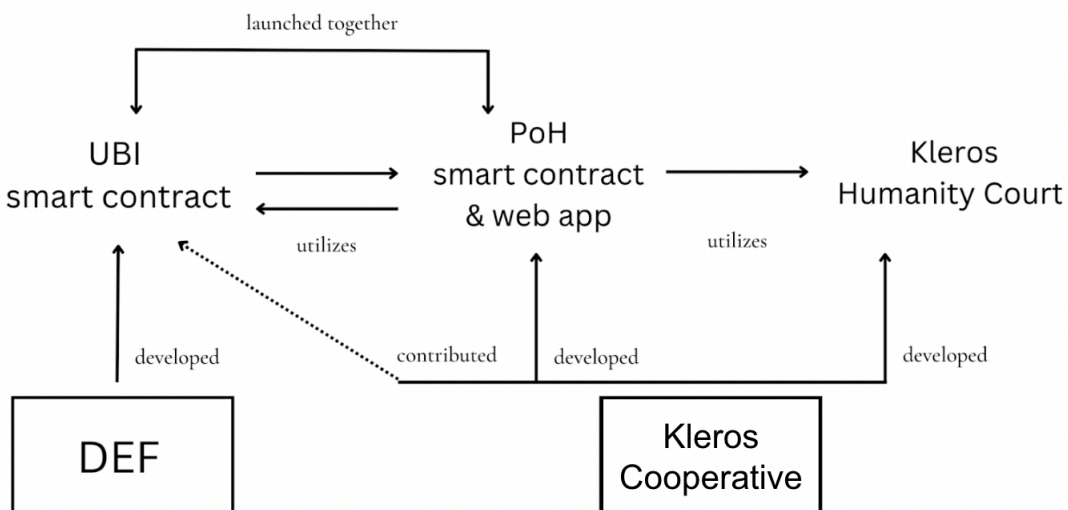 launched together
UBI
smart contract
PoH
smart contract
& web app
Kleros
Humanity Court
utilizes
utilizes
developed
contributed
developed
developed
DEF
Kleros
Cooperative